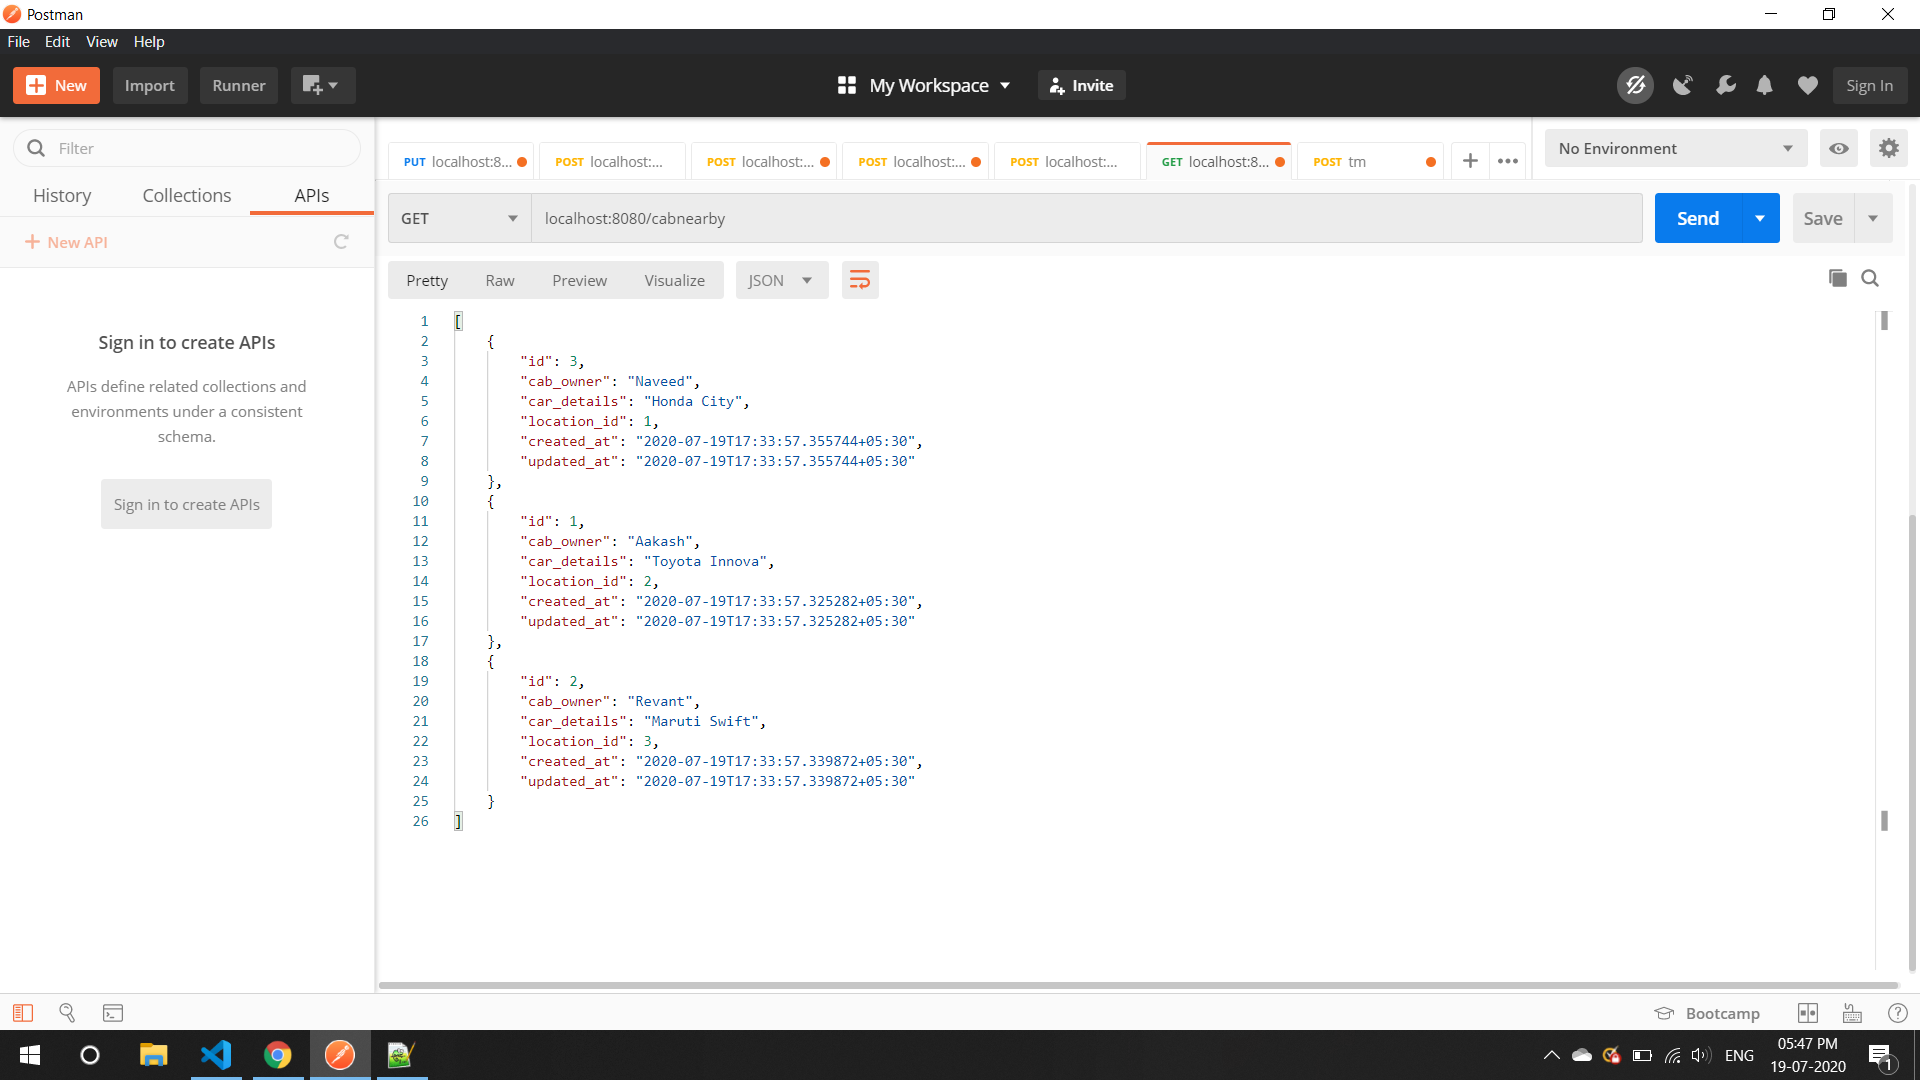 Postman
File Edit View Help
New Import Runner My Workspace Invite Sign In
Filter
History Collections APIs
+ New API
Sign in to create APIs
APIs define related collections and
environments under a consistent
schema.
Sign in to create APIs
PUT localhost:8... POST localhost:... POST localhost:... POST localhost:... POST localhost:... GET localhost:8... POST tm + ••• No Environment
GET localhost:8080/cabnearby Send Save
Pretty Raw Preview Visualize JSON
1 [
2 {
3 "id": 3,
4 "cab_owner": "Naveed",
5 "car_details": "Honda City",
6 "location_id": 1,
7 "created_at": "2020-07-19T17:33:57.355744+05:30",
8 "updated_at": "2020-07-19T17:33:57.355744+05:30"
9 },
10 {
11 "id": 1,
12 "cab_owner": "Aakash",
13 "car_details": "Toyota Innova",
14 "location_id": 2,
15 "created_at": "2020-07-19T17:33:57.325282+05:30",
16 "updated_at": "2020-07-19T17:33:57.325282+05:30"
17 },
18 {
19 "id": 2,
20 "cab_owner": "Revant",
21 "car_details": "Maruti Swift",
22 "location_id": 3,
23 "created_at": "2020-07-19T17:33:57.339872+05:30",
24 "updated_at": "2020-07-19T17:33:57.339872+05:30"
25 }
26 ]
Bootcamp
ENG 05:47 PM
19-07-2020
1